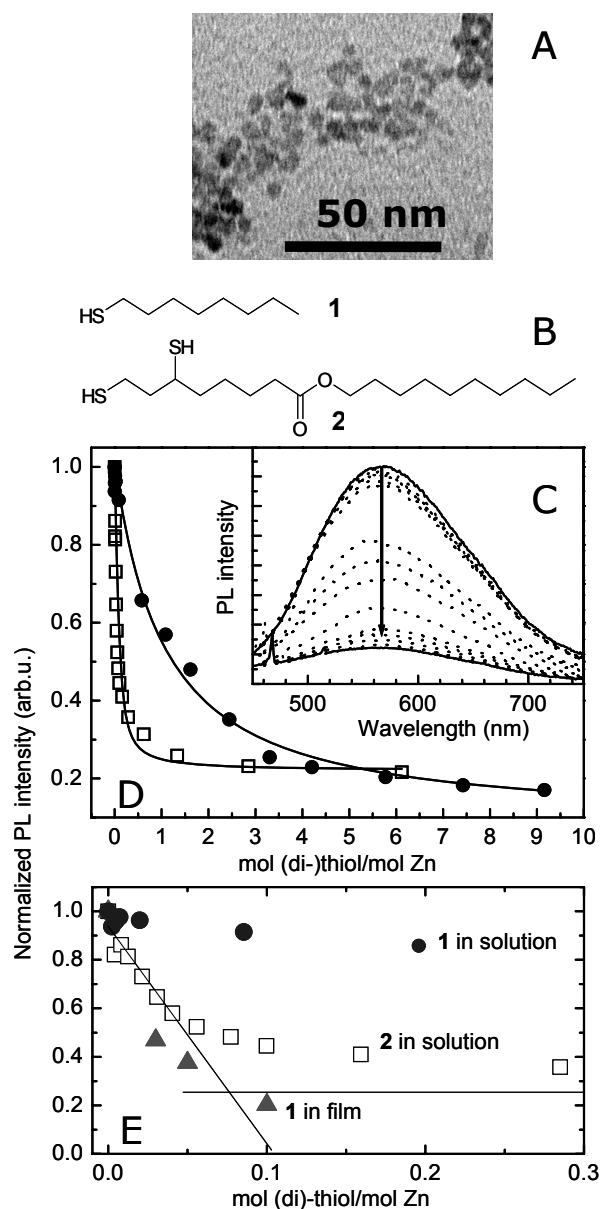 A
50 nm
HS
1
B
SH
HS
O
O
2
1.0
0.8
0.6
0.4
0.2
Normalized PL intensity (arb.u.)
C
PL intensity
500 600 700
Wavelength (nm)
D
0 1 2 3 4 5 6 7 8 9 10
mol (di-)thiol/mol Zn
1.0
0.8
0.6
0.4
0.2
0.0
1 in solution
2 in solution
1 in film
E
0.0 0.1 0.2 0.3
mol (di)-thiol/mol Zn